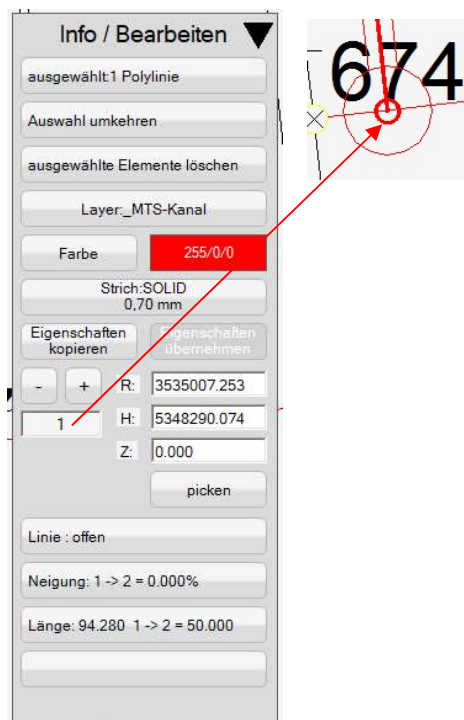 Info / Bearbeiten
674
ausgewählt:1 Polylinie
Auswahl umkehren
ausgewählte Elemente löschen
Layer:_MTS-Kanal
Farbe 255/0/0
Strich:SOLID
0,70 mm
Eigenschaften
kopieren
Eigenschaften
übernehmen
- + R: 3535007.253
1 H: 5348290.074
Z: 0.000
picken
Linie : offen
Neigung: 1 -> 2 = 0.000%
Länge: 94.280 1 -> 2 = 50.000